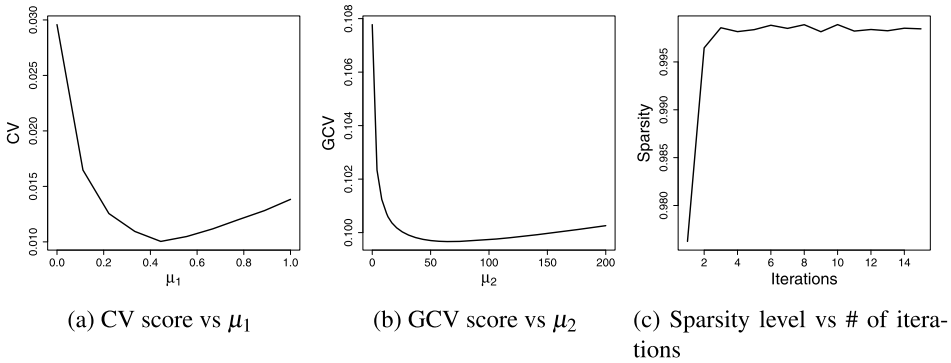 CV
0.010 0.015 0.020 0.025 0.030
0.0 0.2 0.4 0.6 0.8 1.0
μ1
(a) CV score vs μ1
GCV
0.100 0.102 0.104 0.106 0.108
0 50 100 150 200
μ2
(b) GCV score vs μ2
Sparsity
0.980 0.985 0.990 0.995
2 4 6 8 10 12 14
Iterations
(c) Sparsity level vs # of itera-
tions